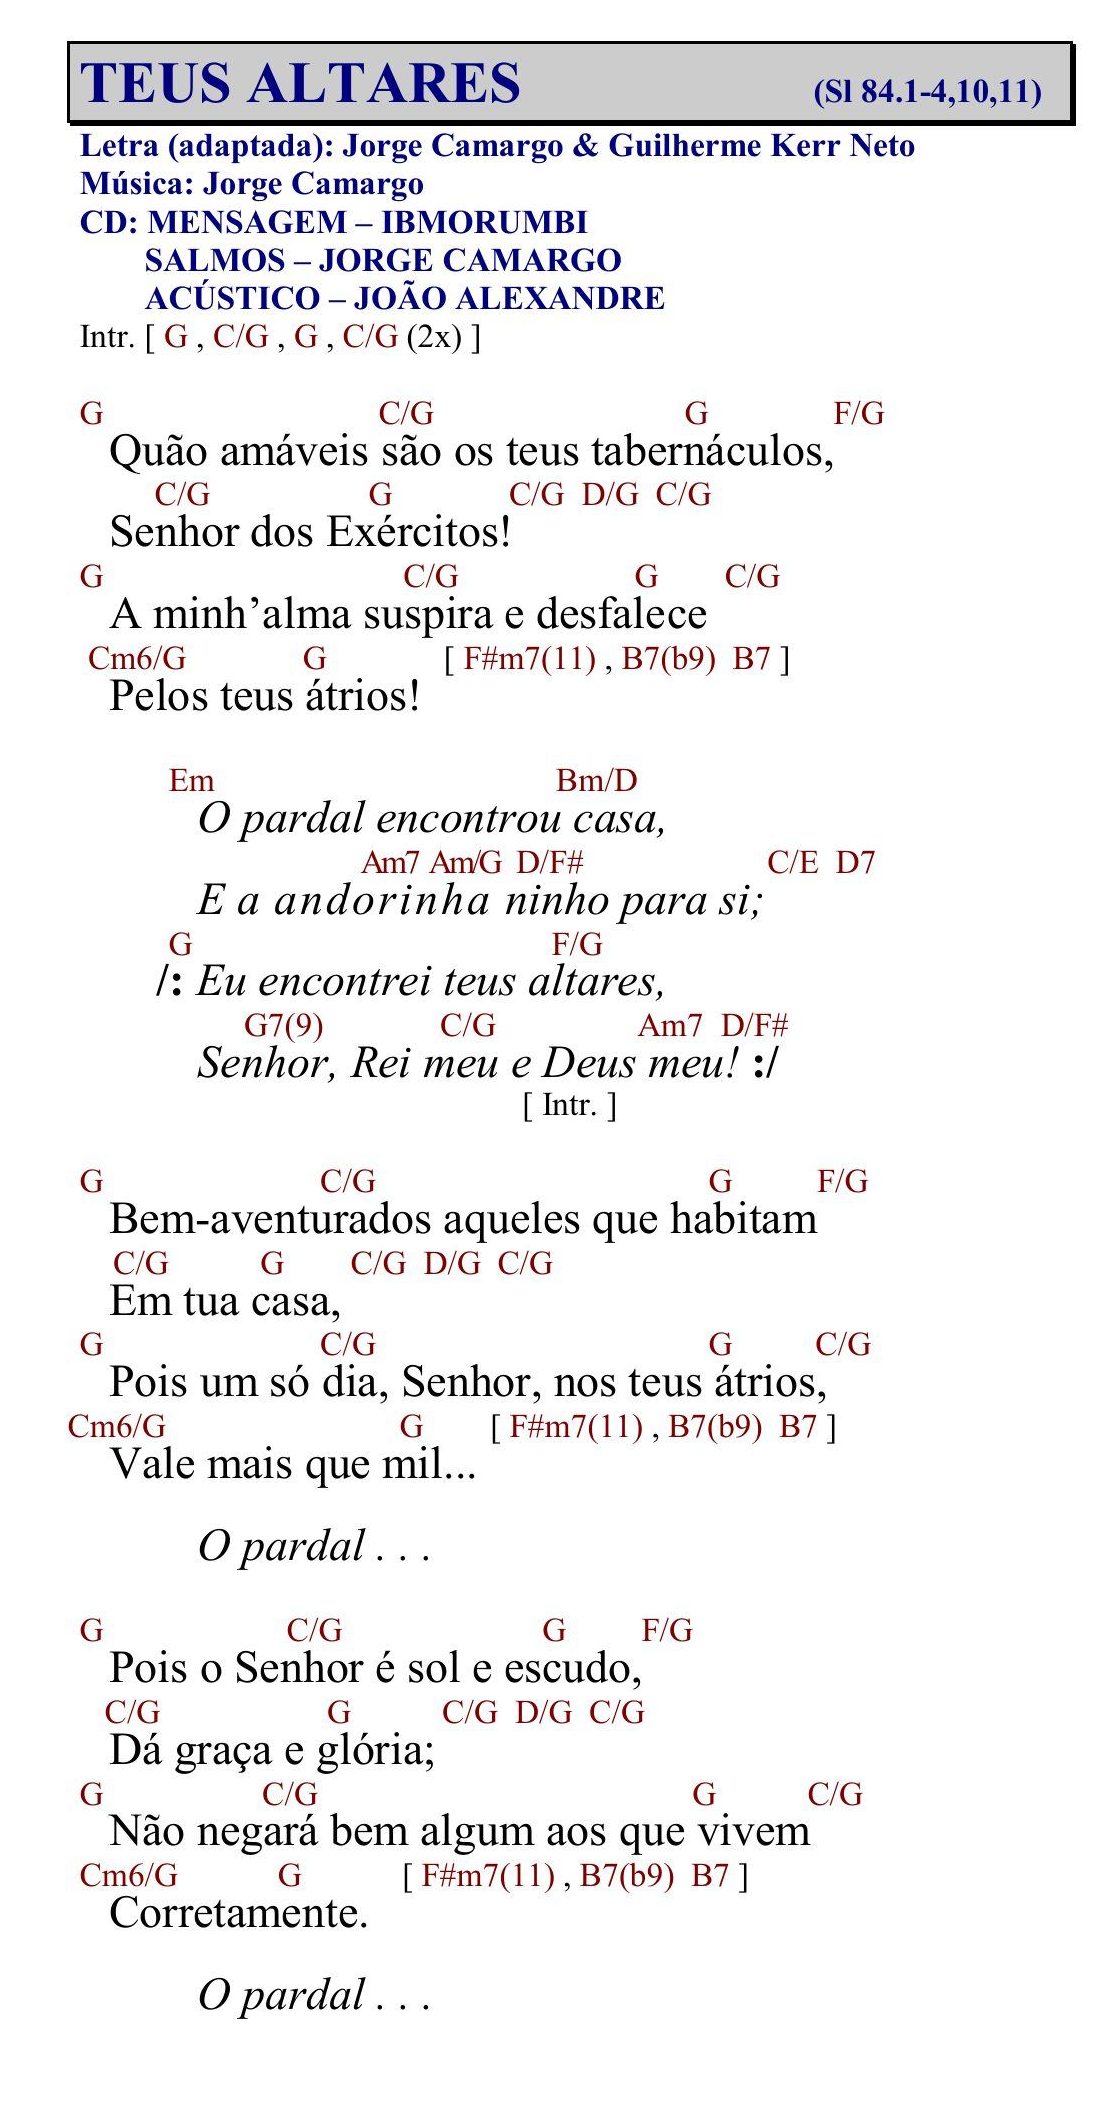 TEUS ALTARES (Sl 84.1-4,10,11)
Letra (adaptada): Jorge Camargo & Guilherme Kerr Neto
Música: Jorge Camargo
CD: MENSAGEM – IBMORUMBI
SALMOS – JORGE CAMARGO
ACÚSTICO – JOÃO ALEXANDRE
Intr. [ G , C/G , G , C/G (2x) ]
G C/G G F/G
Quão amáveis são os teus tabernáculos,
C/G G C/G D/G C/G
Senhor dos Exércitos!
G C/G G C/G
A minh’alma suspira e desfalece
Cm6/G G [ F#m7(11) , B7(b9) B7 ]
Pelos teus átrios!
Em Bm/D
O pardal encontrou casa,
Am7 Am/G D/F# C/E D7
E a andorinha ninho para si;
G F/G
/: Eu encontrei teus altares,
G7(9) C/G Am7 D/F#
Senhor, Rei meu e Deus meu! :/
[ Intr. ]
G C/G G F/G
Bem-aventurados aqueles que habitam
C/G G C/G D/G C/G
Em tua casa,
G C/G G C/G
Pois um só dia, Senhor, nos teus átrios,
Cm6/G G [ F#m7(11) , B7(b9) B7 ]
Vale mais que mil...
O pardal . . .
G C/G G F/G
Pois o Senhor é sol e escudo,
C/G G C/G D/G C/G
Dá graça e glória;
G C/G G C/G
Não negará bem algum aos que vivem
Cm6/G G [ F#m7(11) , B7(b9) B7 ]
Corretamente.
O pardal . . .